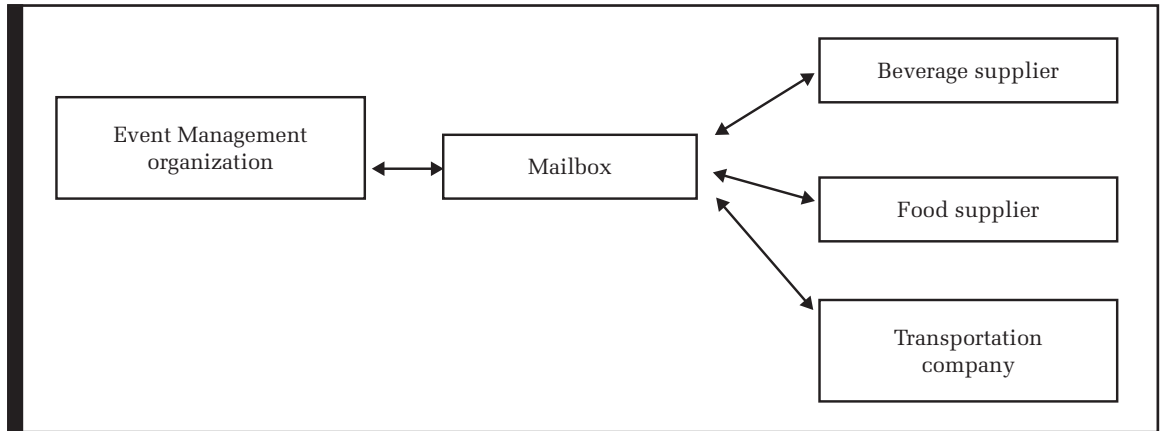 Event Management
organization
Mailbox
Beverage supplier
Food supplier
Transportation
company